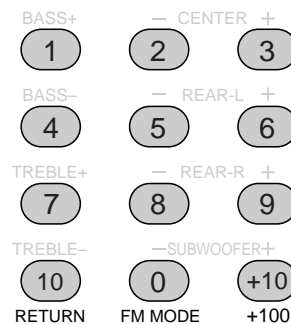 BASS+ — CENTER +
1 2 3
BASS– — REAR-L +
4 5 6
TREBLE+ — REAR-R +
7 8 9
TREBLE– —SUBWOOFER+
10 0 +10
RETURN FM MODE +100